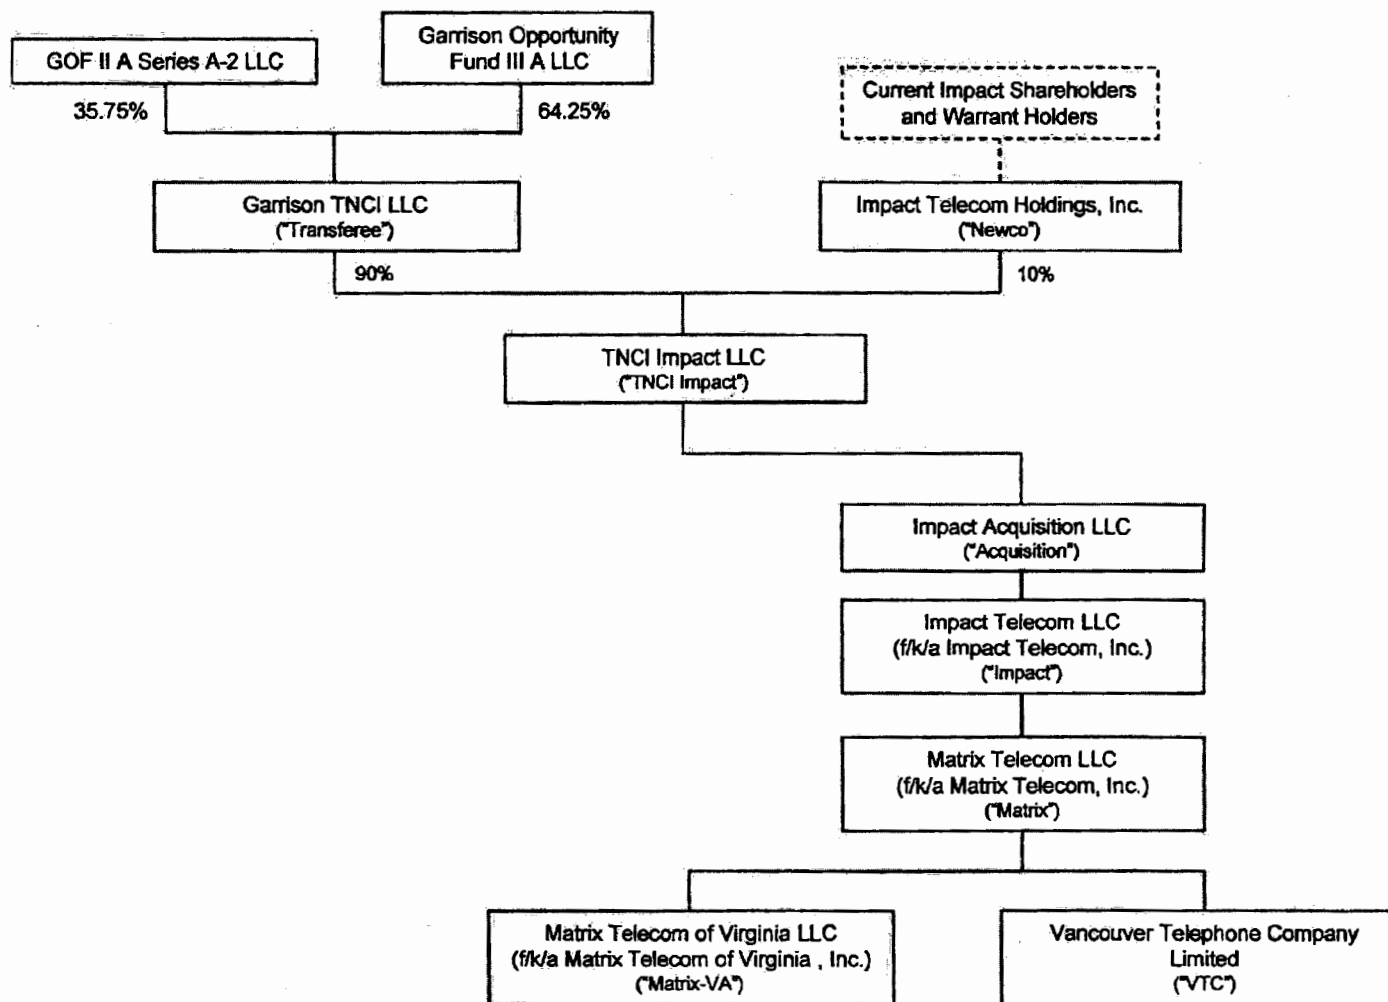 GOF II A Series A-2 LLC
Garrison Opportunity
Fund III A LLC
35.75%
64.25%
Current Impact Shareholders
and Warrant Holders
Garrison TNCI LLC
("Transferee")
Impact Telecom Holdings, Inc.
("Newco")
90%
10%
TNCI Impact LLC
("TNCI Impact")
Impact Acquisition LLC
("Acquisition")
Impact Telecom LLC
(f/k/a Impact Telecom, Inc.)
("Impact")
Matrix Telecom LLC
(f/k/a Matrix Telecom, Inc.)
("Matrix")
Matrix Telecom of Virginia LLC
(f/k/a Matrix Telecom of Virginia , Inc.)
("Matrix-VA")
Vancouver Telephone Company
Limited
("VTC")